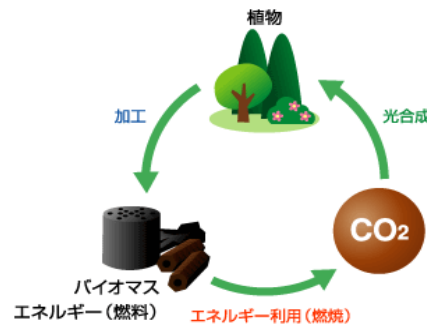 植物
加工
光合成
CO₂
バイオマス
エネルギー（燃料）
エネルギー利用（燃焼）